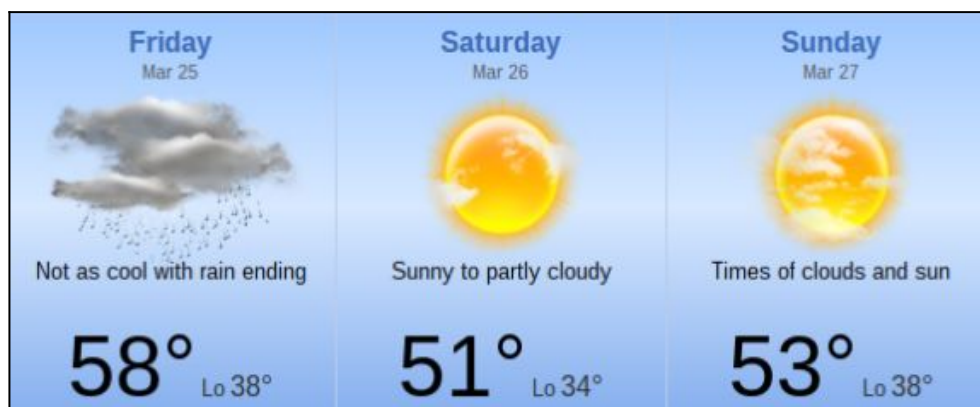 Friday
Mar 25
Not as cool with rain ending
58° Lo 38°
Saturday
Mar 26
Sunny to partly cloudy
51° Lo 34°
Sunday
Mar 27
Times of clouds and sun
53° Lo 38°